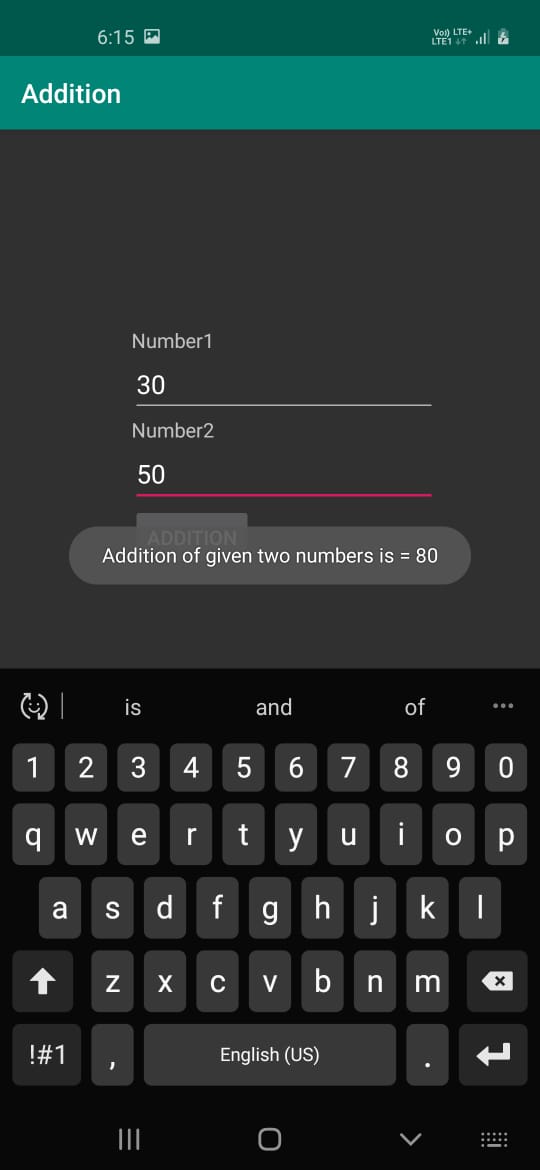 6:15
Vo)) LTE+
LTE1
Addition
Number1
30
Number2
50
ADDITION
Addition of given two numbers is = 80
is and of
1 2 3 4 5 6 7 8 9 0
q w e r t y u i o p
a s d f g h j k l
z x c v b n m
!#1 , English (US) .